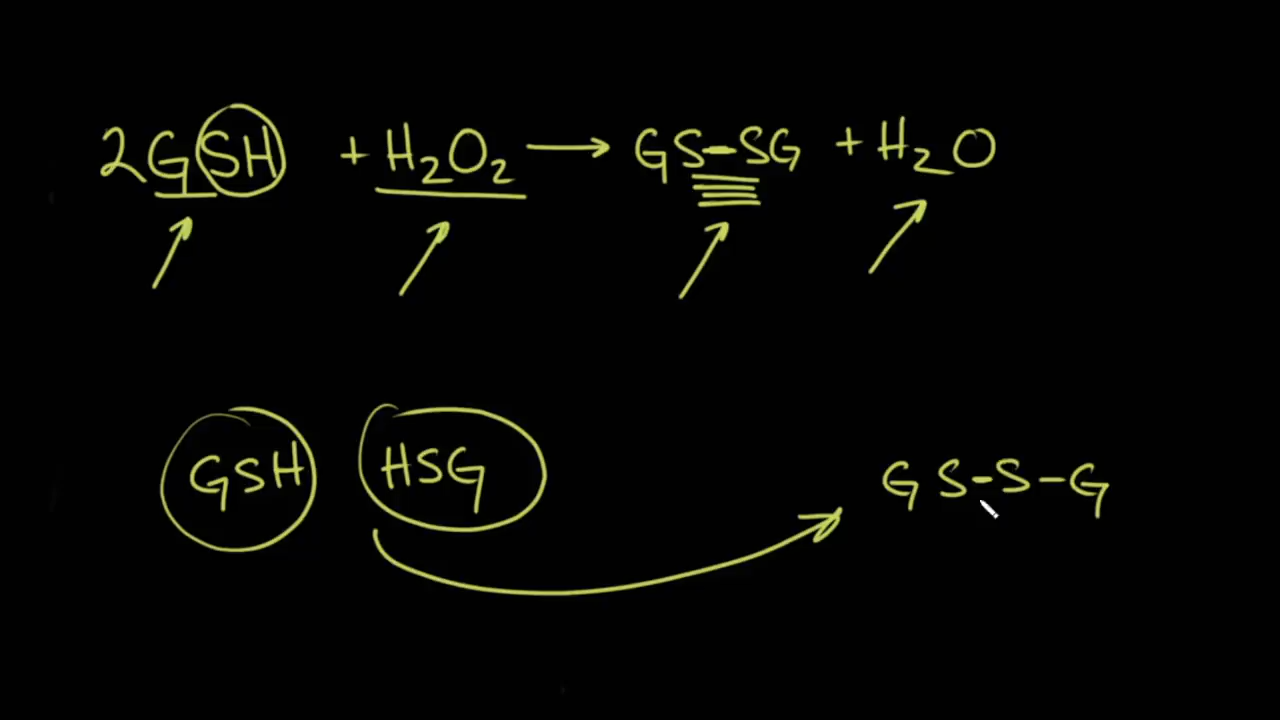 2GSH + H₂O₂ → GS-SG + H₂O
GSH HSG → GS-S-G